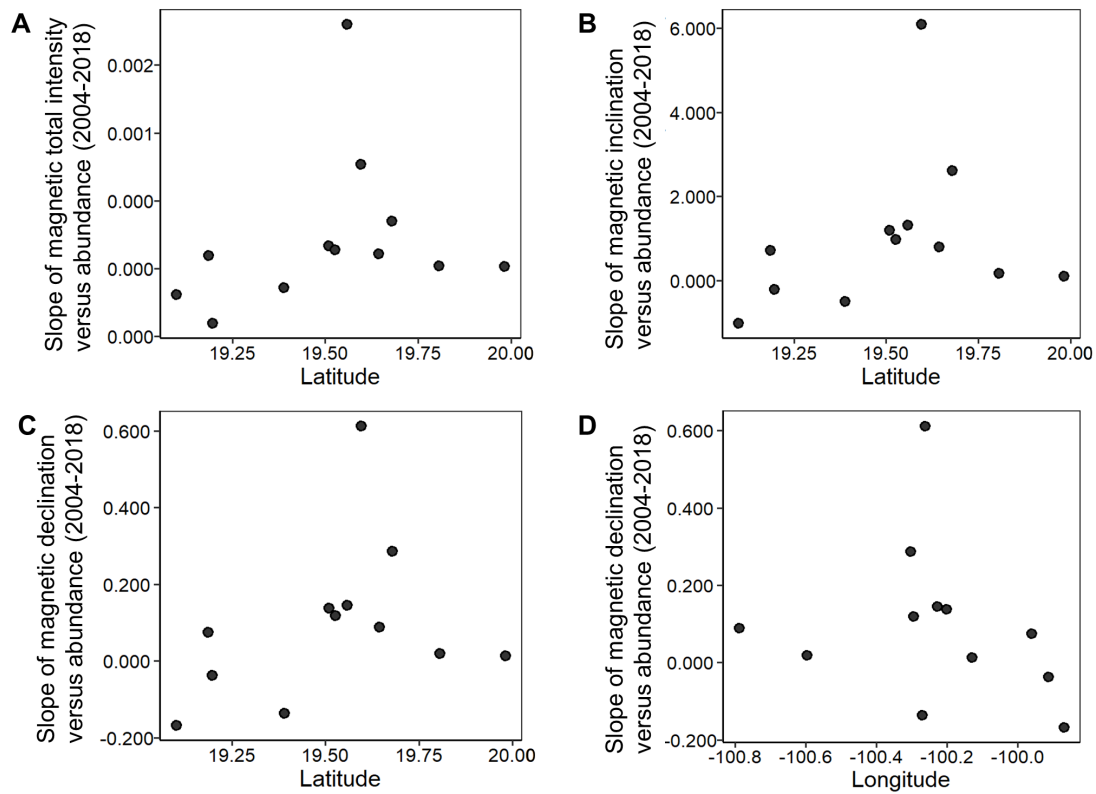 A
Slope of magnetic total intensity
versus abundance (2004-2018)
0.002
0.001
0.000
0.000
0.000
19.25 19.50 19.75 20.00
Latitude
B
Slope of magnetic inclination
versus abundance (2004-2018)
6.000
4.000
2.000
0.000
19.25 19.50 19.75 20.00
Latitude
C
Slope of magnetic declination
versus abundance (2004-2018)
0.600
0.400
0.200
0.000
-0.200
19.25 19.50 19.75 20.00
Latitude
D
Slope of magnetic declination
versus abundance (2004-2018)
0.600
0.400
0.200
0.000
-0.200
-100.8 -100.6 -100.4 -100.2 -100.0
Longitude